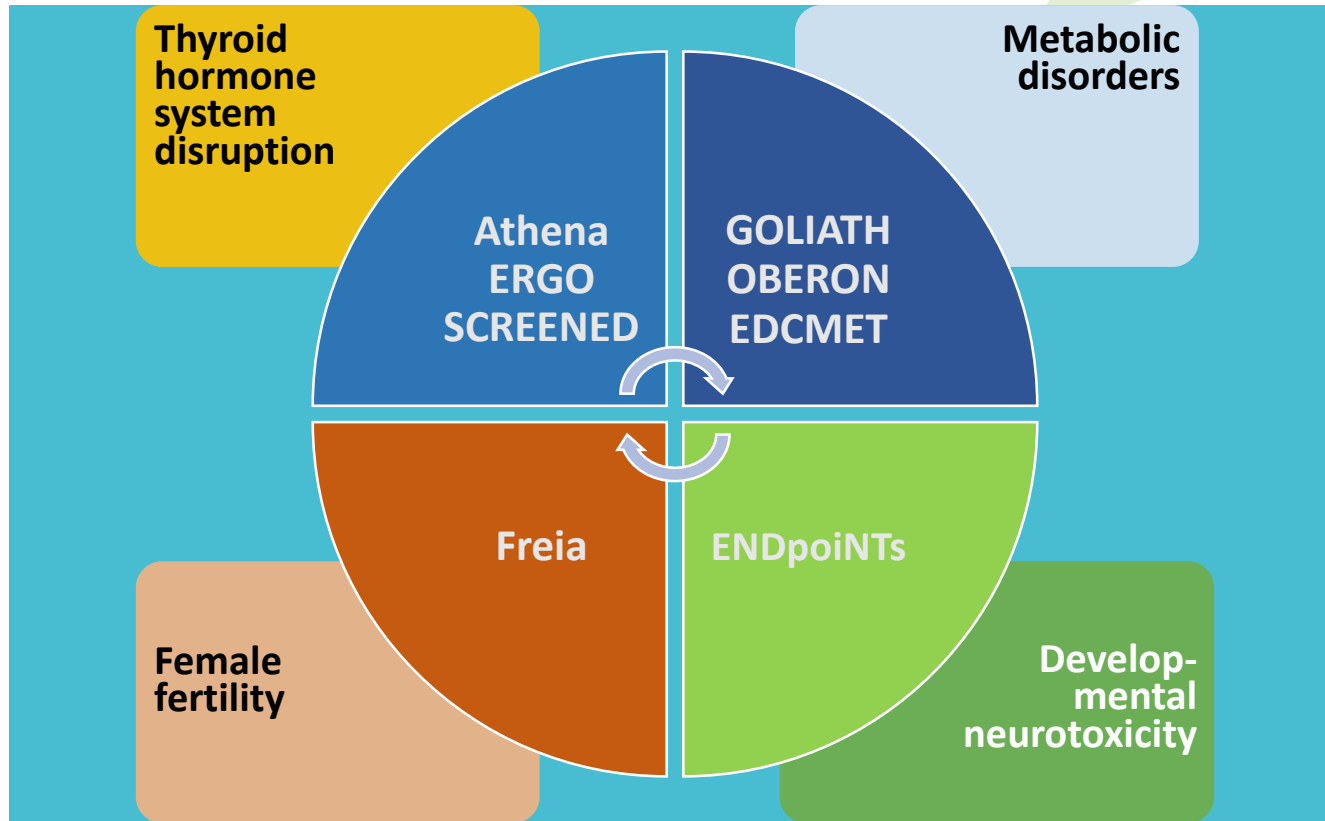 Thyroid
hormone
system
disruption
Metabolic
disorders
Athena
ERGO
SCREENED
GOLIATH
OBERON
EDCMET
Freia
ENDpoiNTs
Female
fertility
Develop-
mental
neurotoxicity